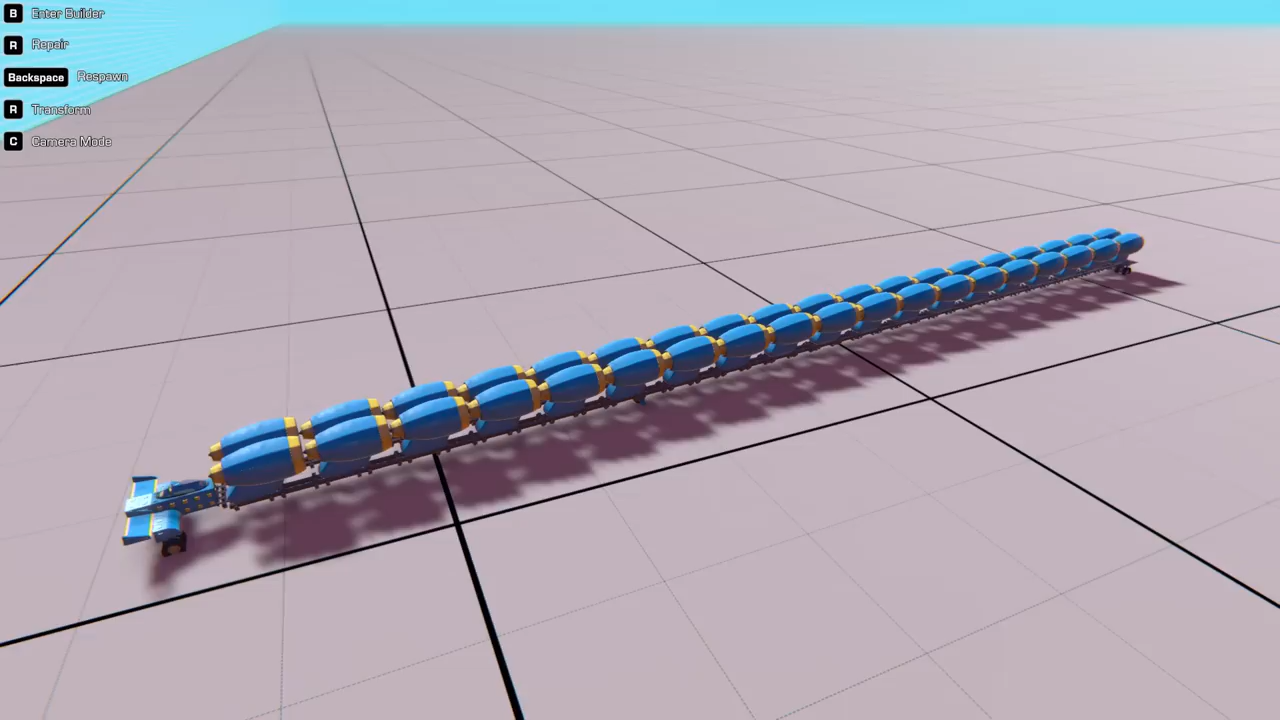 B Enter Builder
R Repair
Backspace Respawn
R Transform
C Camera Mode